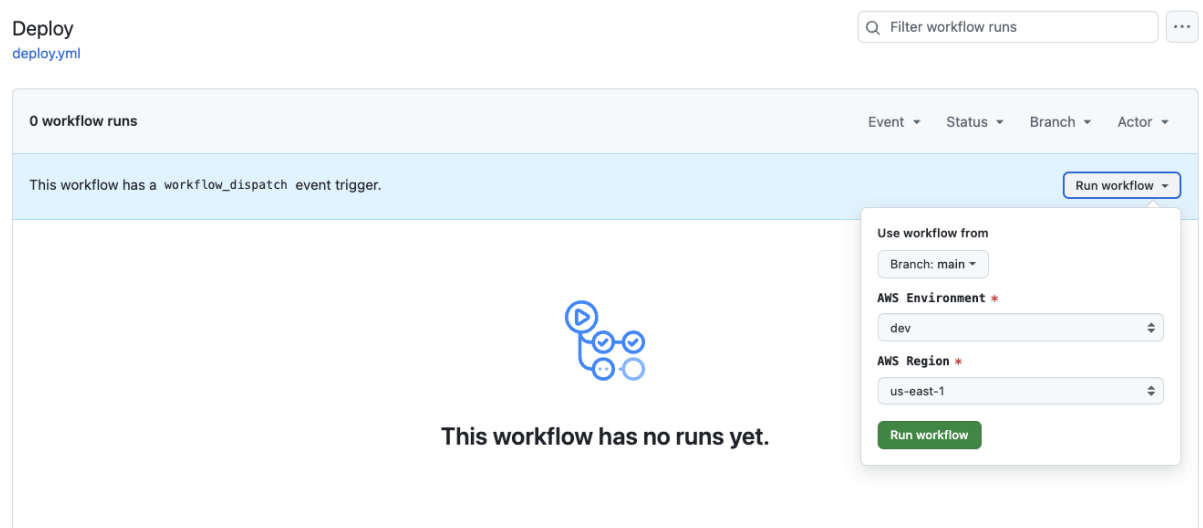 Deploy
deploy.yml
Filter workflow runs
0 workflow runs
Event
Status
Branch
Actor
This workflow has a workflow_dispatch event trigger.
Run workflow
Use workflow from
Branch: main
AWS Environment *
dev
AWS Region *
us-east-1
Run workflow
This workflow has no runs yet.